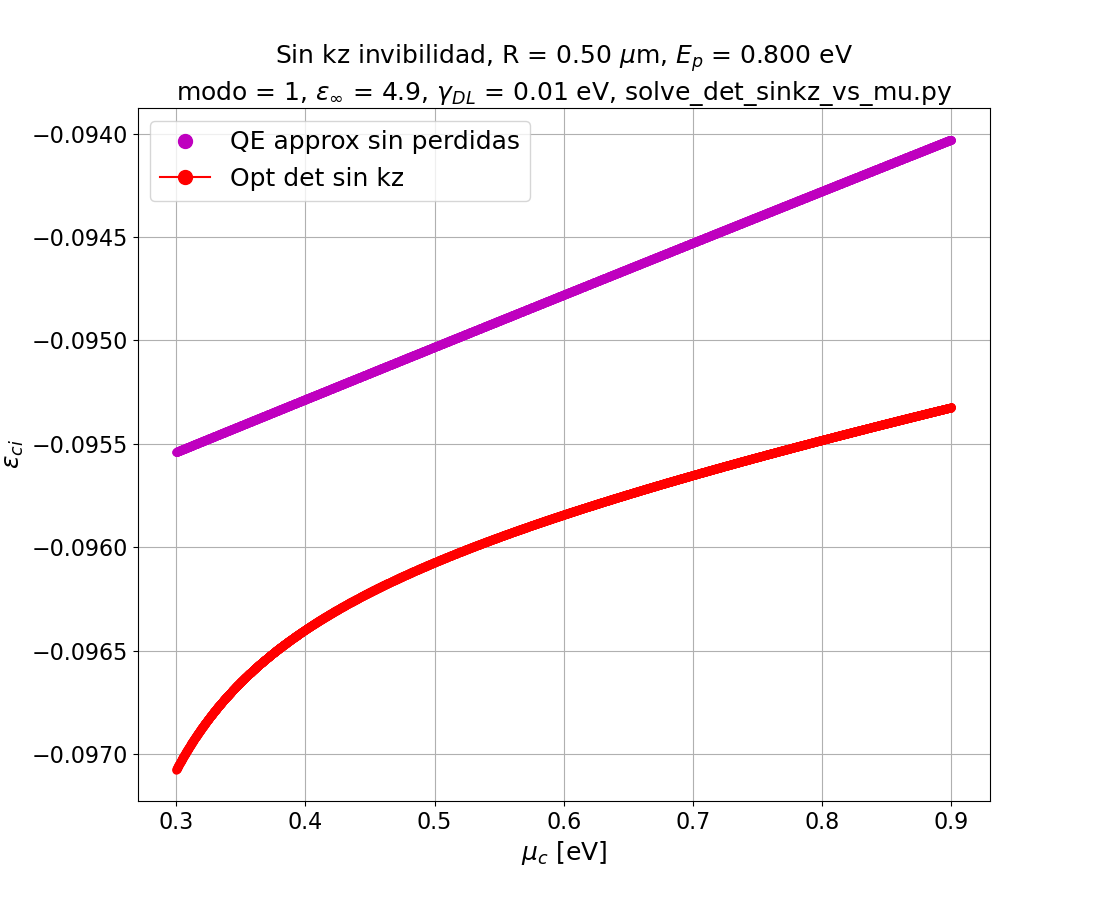 Sin kz invibilidad, R = 0.50 μm, E_p = 0.800 eV
modo = 1, ε_∞ = 4.9, γ_DL = 0.01 eV, solve_det_sinkz_vs_mu.py
QE approx sin perdidas
Opt det sin kz
−0.0940
−0.0945
−0.0950
−0.0955
−0.0960
−0.0965
−0.0970
ε_ci
0.3 0.4 0.5 0.6 0.7 0.8 0.9
μ_c [eV]